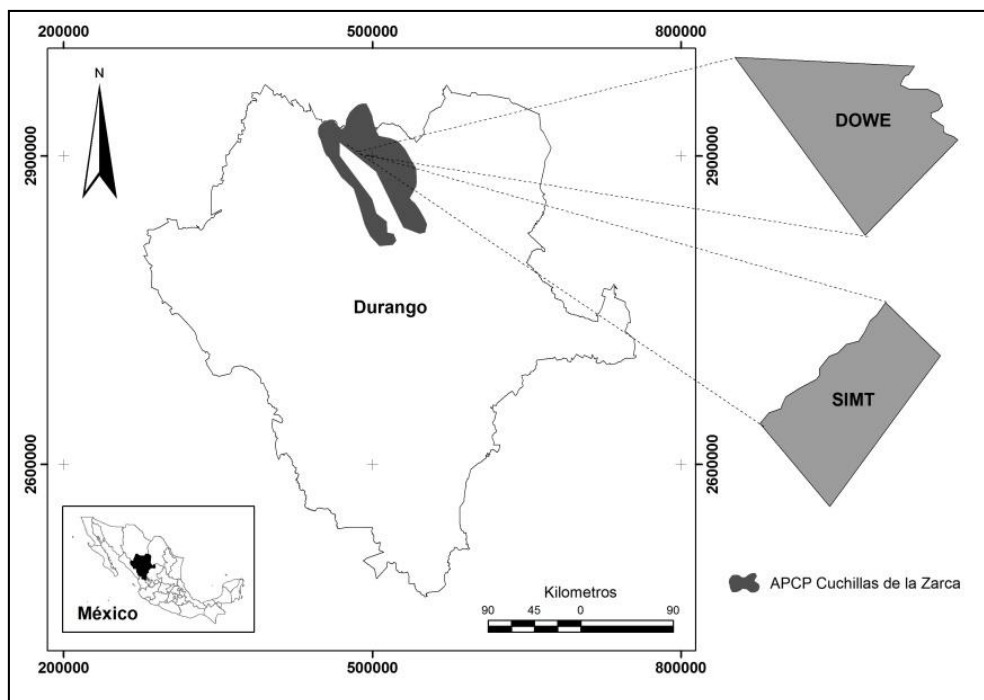 200000 500000 800000
N
DOWE
2900000
2900000
Durango
SIMT
2600000
2600000
México
Kilometros
90 45 0 90
APCP Cuchillas de la Zarca
200000 500000 800000